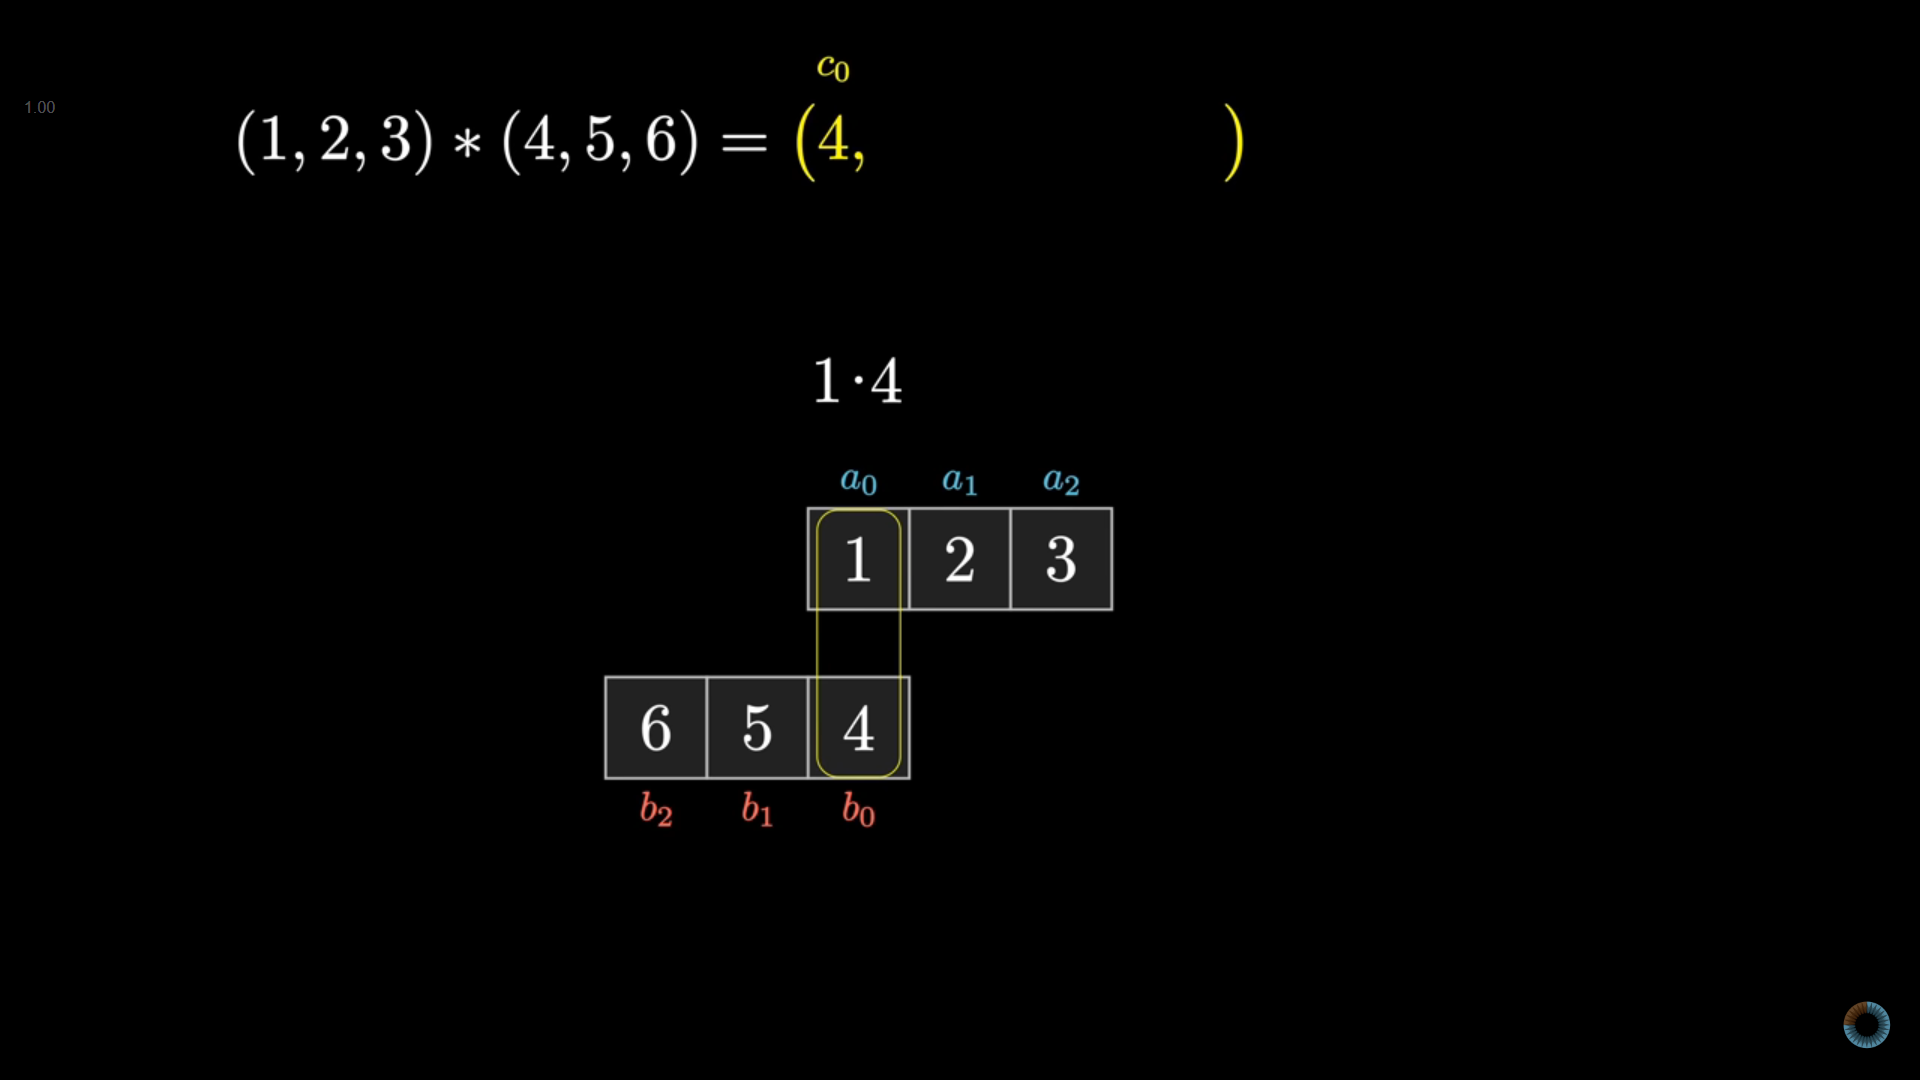 c₀
1.00
(1, 2, 3) ∗ (4, 5, 6) = (4, )
1·4
a₀ a₁ a₂
1 2 3
6 5 4
b₂ b₁ b₀